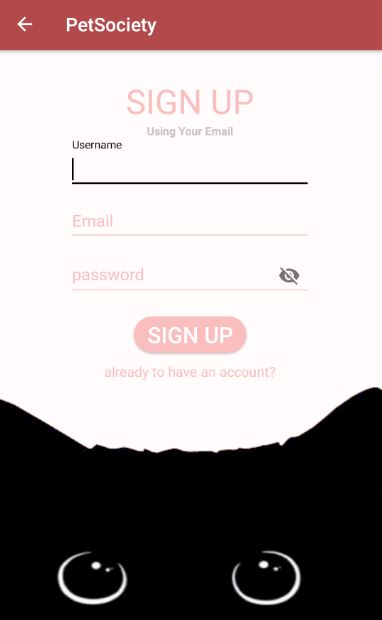 PetSociety
SIGN UP
Using Your Email
Username
Email
password
SIGN UP
already to have an account?